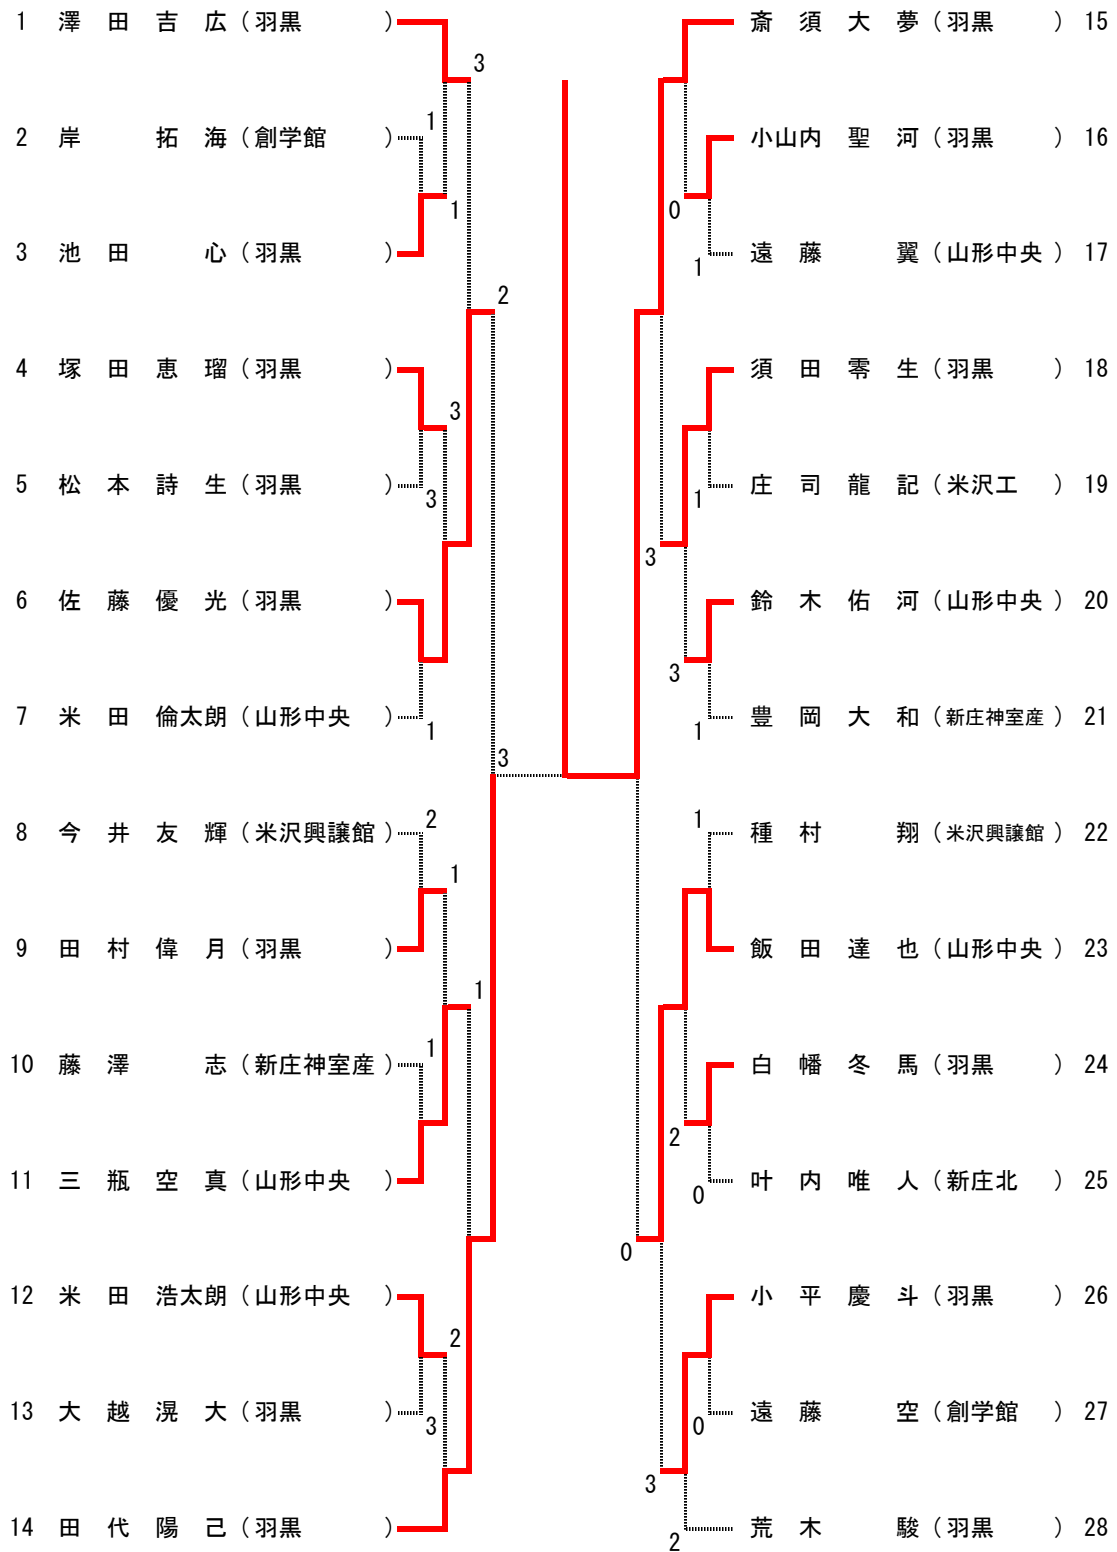 1 澤田吉広(羽黒) 3 斎須大夢(羽黒) 15
2 岸拓海(創学館) 1 小山内聖河(羽黒) 16
1 0
3 池田心(羽黒) 1 遠藤翼(山形中央) 17
2
4 塚田恵瑠(羽黒) 須田零生(羽黒) 18
3
5 松本詩生(羽黒) 3 1 庄司龍記(米沢工) 19
3
6 佐藤優光(羽黒) 鈴木佑河(山形中央) 20
3
7 米田倫太朗(山形中央) 1 1 豊岡大和(新庄神室産) 21
3
8 今井友輝(米沢興譲館) 2 1 種村翔(米沢興譲館) 22
1
9 田村偉月(羽黒) 飯田達也(山形中央) 23
1
10 藤澤志(新庄神室産) 1 白幡冬馬(羽黒) 24
2
11 三瓶空真(山形中央) 0 叶内唯人(新庄北) 25
0
12 米田浩太朗(山形中央) 小平慶斗(羽黒) 26
2
13 大越滉大(羽黒) 3 0 遠藤空(創学館) 27
3
14 田代陽己(羽黒) 2 荒木駿(羽黒) 28